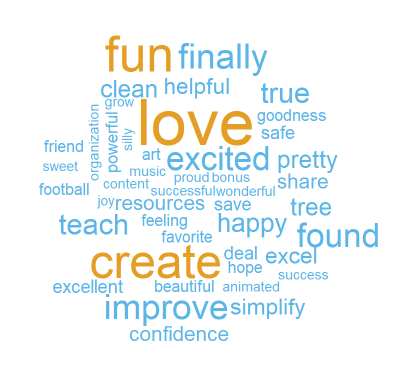 fun finally
clean helpful
grow
true
love
goodness
organization
powerful
silly
safe
friend
art
excited pretty
sweet
music
proud bonus
content
share
football
successful wonderful
joy resources save
tree
teach feeling happy
favorite
found
create deal excel
hope
success
excellent beautiful animated
improve simplify
confidence